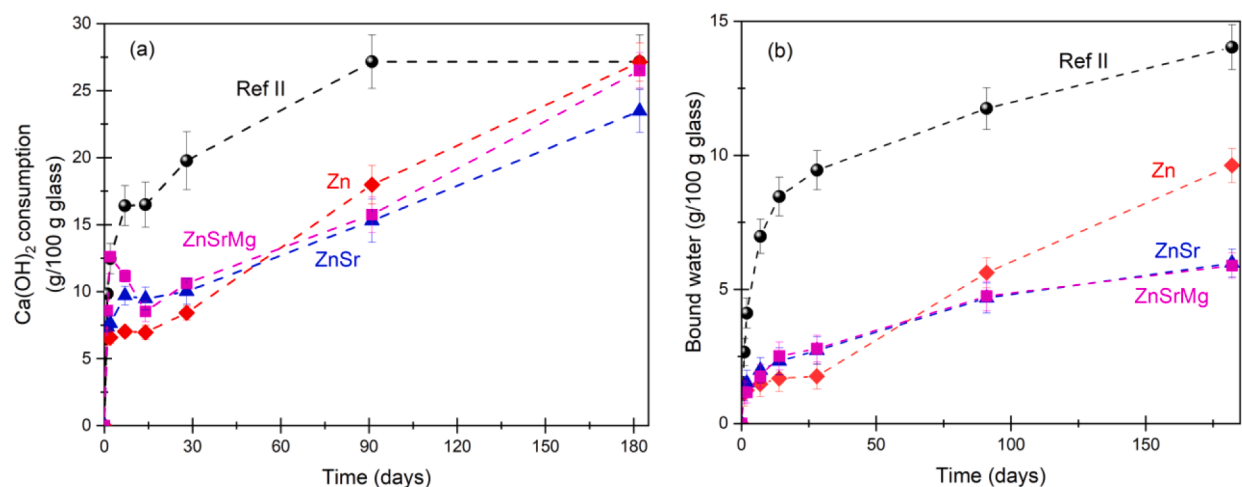 (a)
Ref II
Zn
ZnSrMg
ZnSr
Ca(OH)2 consumption
(g/100 g glass)
30
25
20
15
10
5
0
0 30 60 90 120 150 180
Time (days)
(b)
Ref II
Zn
ZnSr
ZnSrMg
Bound water (g/100 g glass)
15
10
5
0
0 50 100 150
Time (days)